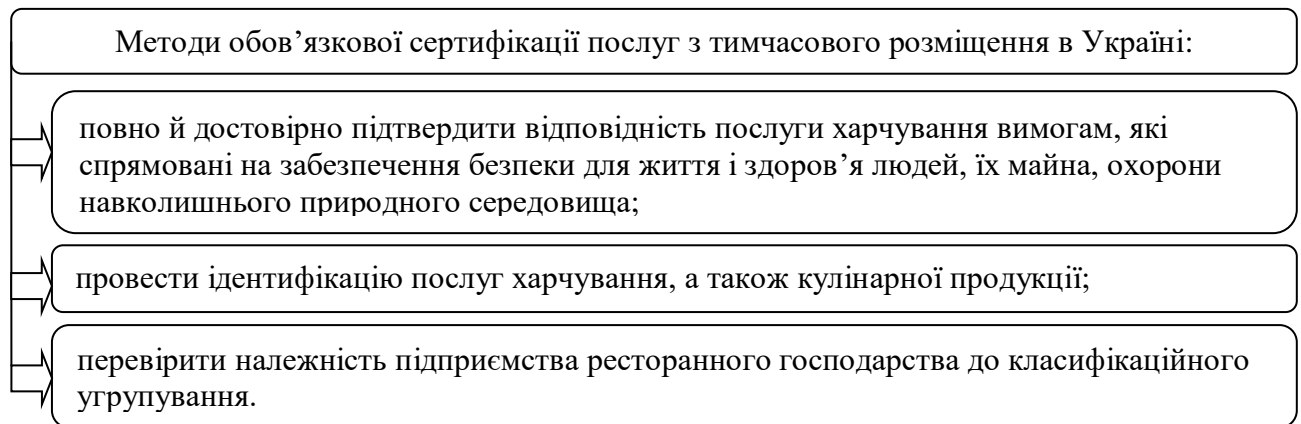 Методи обов’язкової сертифікації послуг з тимчасового розміщення в Україні:
повно й достовірно підтвердити відповідність послуги харчування вимогам, які
спрямовані на забезпечення безпеки для життя і здоров’я людей, їх майна, охорони
навколишнього природного середовища;
провести ідентифікацію послуг харчування, а також кулінарної продукції;
перевірити належність підприємства ресторанного господарства до класифікаційного
угрупування.